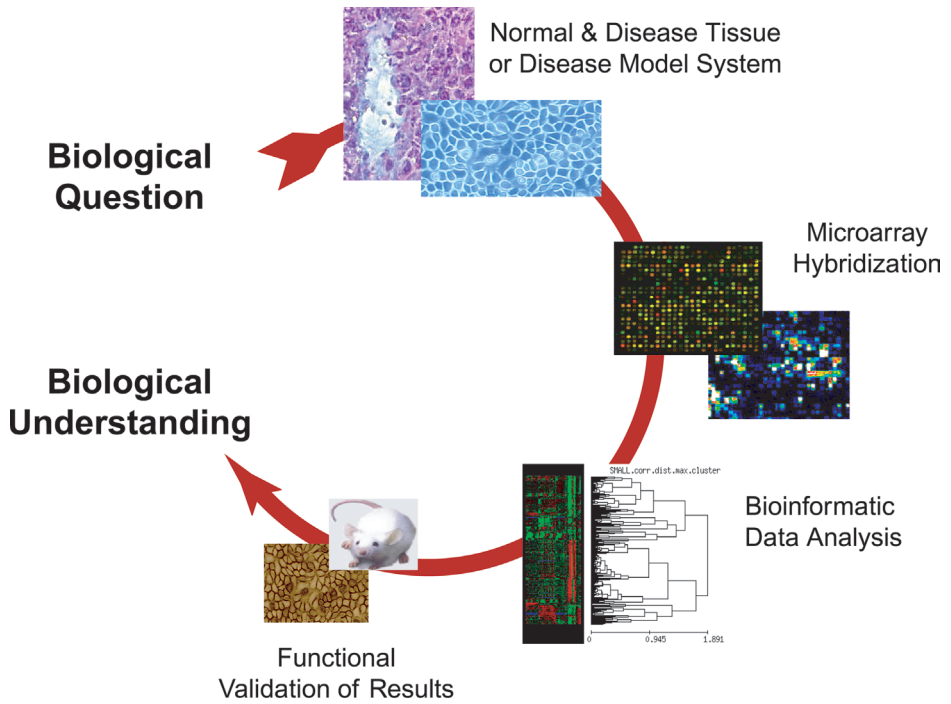 Normal & Disease Tissue
or Disease Model System
Biological
Question
Microarray
Hybridization
Biological
Understanding
SMALL.corr.dist.max.cluster
Bioinformatic
Data Analysis
0 0.945 1.891
Functional
Validation of Results